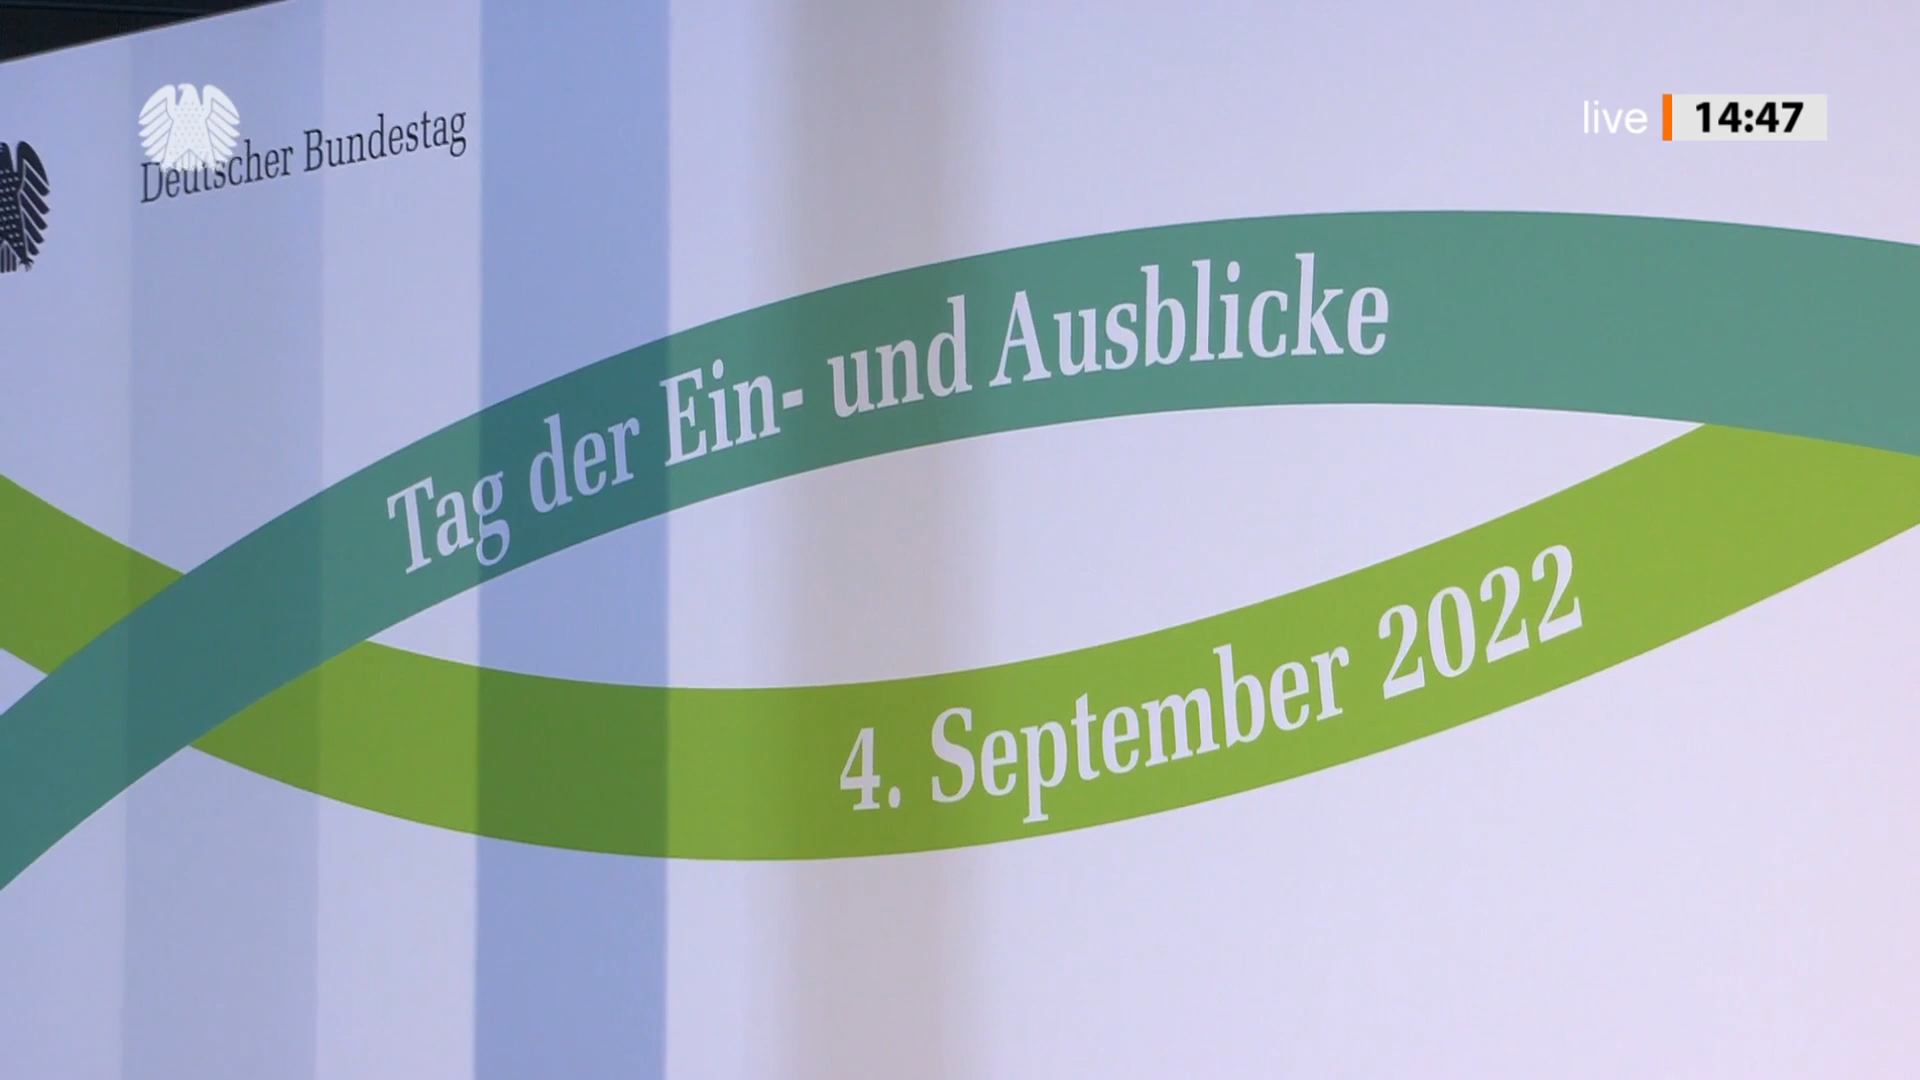 Deutscher Bundestag
live 14:47
Tag der Ein- und Ausblicke
4. September 2022